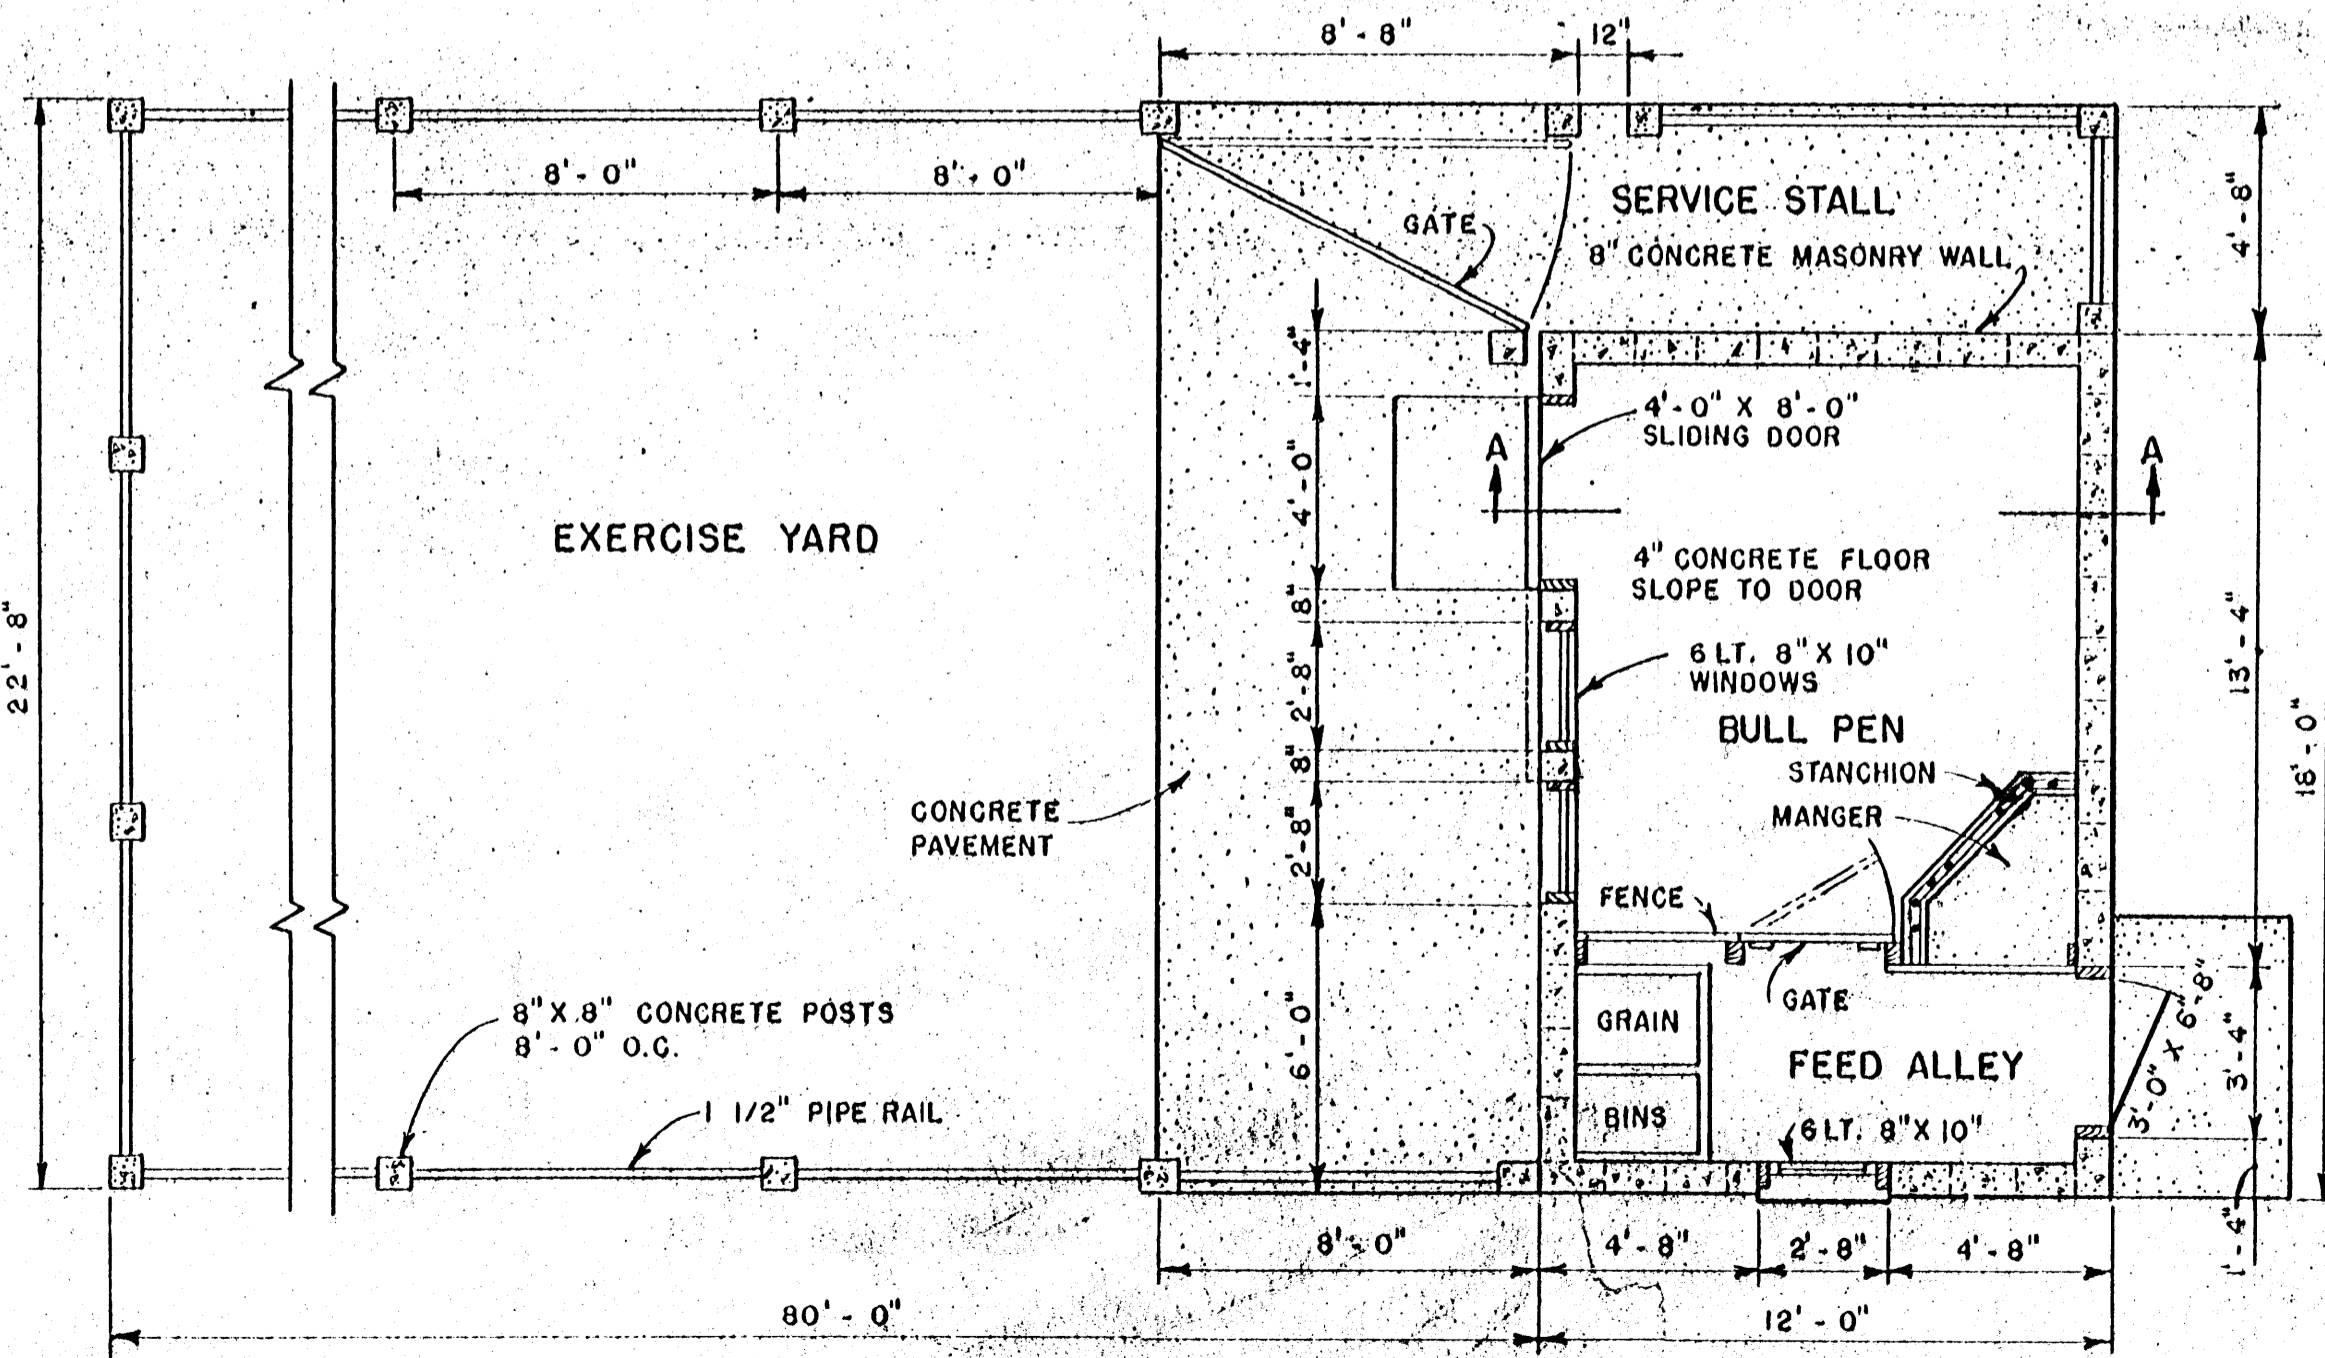 8'-8"
12"
8'-0"
8'-0"
SERVICE STALL
GATE
8" CONCRETE MASONRY WALL
4'-8"
1'-4"
4'-0" X 8'-0"
SLIDING DOOR
A
A
4'-0"
EXERCISE YARD
4" CONCRETE FLOOR
SLOPE TO DOOR
8"
22'-8"
13'-4"
6 LT. 8" X 10"
WINDOWS
2'-8"
18'-0"
BULL PEN
8"
STANCHION
MANGER
CONCRETE
PAVEMENT
2'-8"
FENCE
GATE
8" X 8" CONCRETE POSTS
8'-0" O.C.
GRAIN
6'-0"
FEED ALLEY
3'-0" X 6'-8"
3'-4"
1 1/2" PIPE RAIL
BINS
6 LT. 8" X 10"
1'-4"
8'-0"
4'-8"
2'-8"
4'-8"
80'-0"
12'-0"